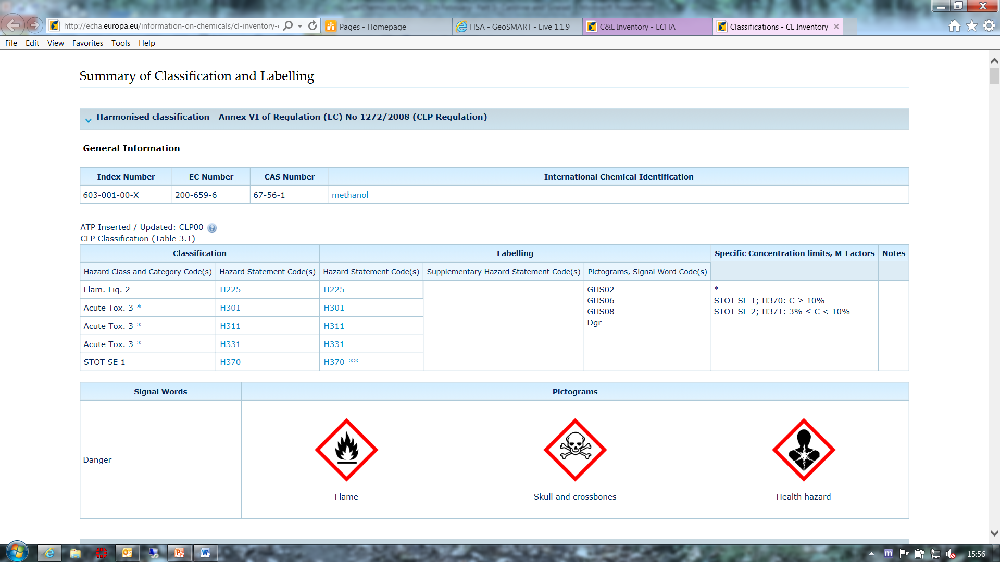 http://echa.europa.eu/information-on-chemicals/cl-inventory-
Pages - Homepage
HSA - GeoSMART - Live 1.1.9
C&L Inventory - ECHA
Classifications - CL Inventory
File Edit View Favorites Tools Help
Summary of Classification and Labelling
Harmonised classification - Annex VI of Regulation (EC) No 1272/2008 (CLP Regulation)
General Information
Index Number EC Number CAS Number International Chemical Identification
603-001-00-X 200-659-6 67-56-1 methanol
ATP Inserted / Updated: CLP00 ?
CLP Classification (Table 3.1)
Classification Labelling Specific Concentration limits, M-Factors Notes
Hazard Class and Category Code(s) Hazard Statement Code(s) Hazard Statement Code(s) Supplementary Hazard Statement Code(s) Pictograms, Signal Word Code(s)
Flam. Liq. 2 H225 H225 GHS02 *
GHS06 STOT SE 1; H370: C ≥ 10%
Acute Tox. 3 * H301 H301
GHS08 STOT SE 2; H371: 3% ≤ C < 10%
Acute Tox. 3 * H311 H311 Dgr
Acute Tox. 3 * H331 H331
STOT SE 1 H370 H370 **
Signal Words Pictograms
Danger
Flame Skull and crossbones Health hazard
15:56